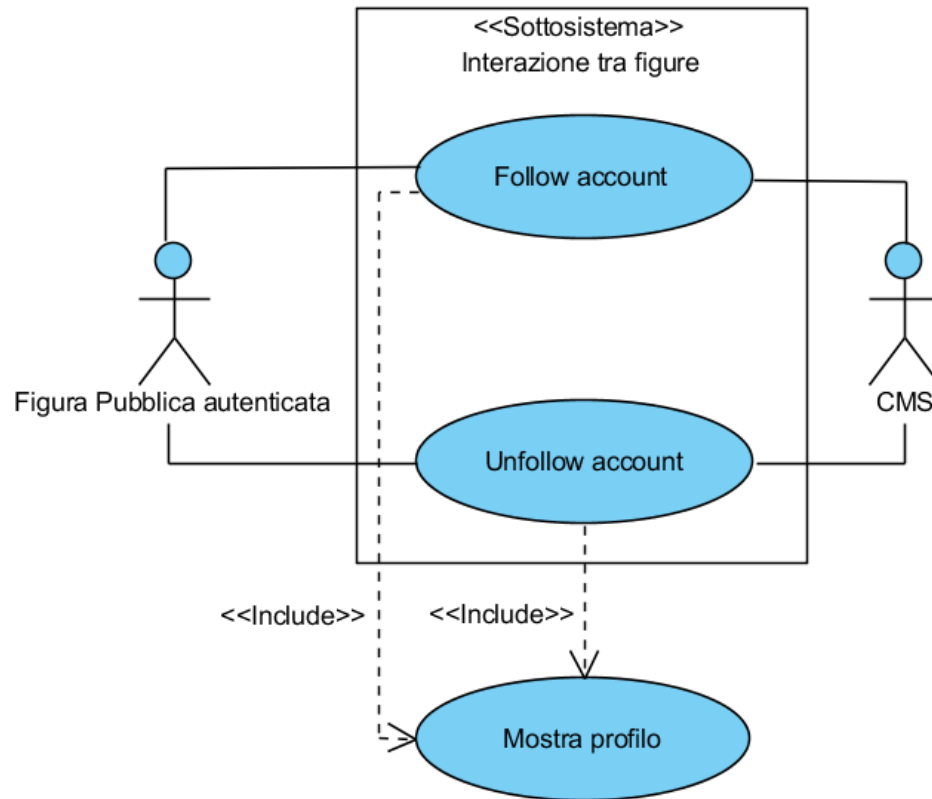 <<Sottosistema>>
Interazione tra figure
Follow account
Figura Pubblica autenticata
CMS
Unfollow account
<<Include>>
<<Include>>
Mostra profilo